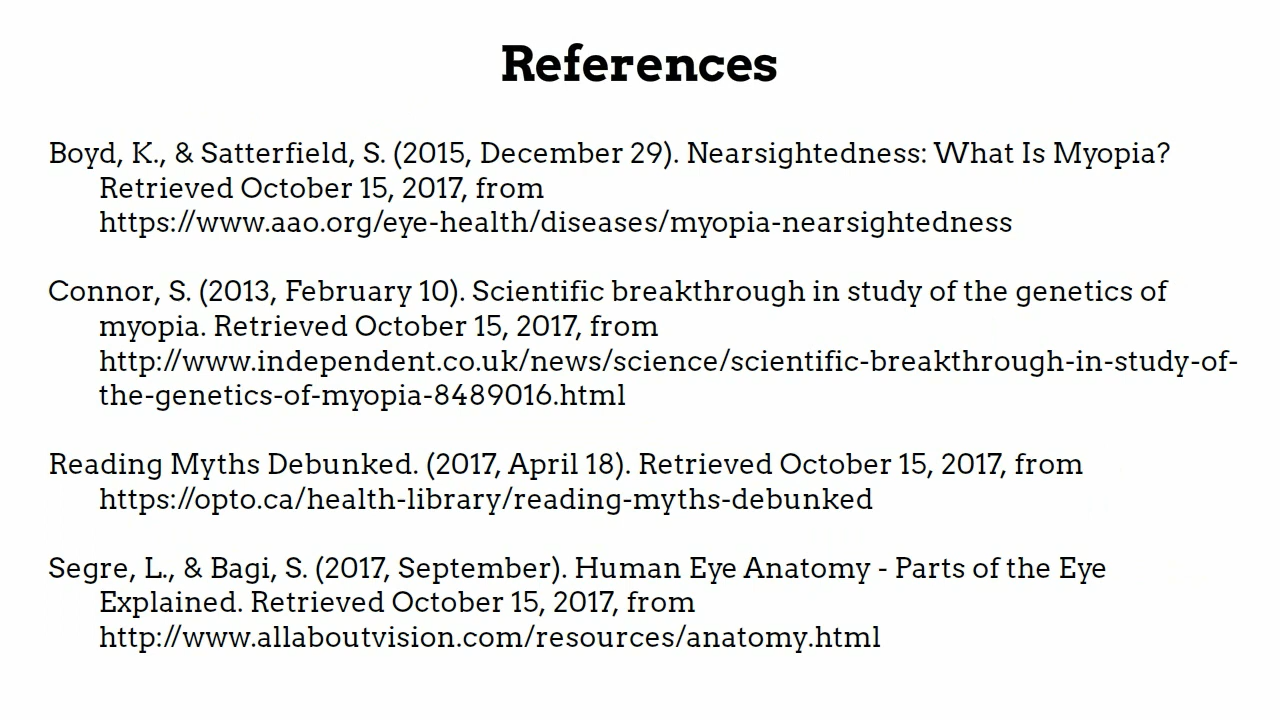 References
Boyd, K., & Satterfield, S. (2015, December 29). Nearsightedness: What Is Myopia?
Retrieved October 15, 2017, from
https://www.aao.org/eye-health/diseases/myopia-nearsightedness
Connor, S. (2013, February 10). Scientific breakthrough in study of the genetics of
myopia. Retrieved October 15, 2017, from
http://www.independent.co.uk/news/science/scientific-breakthrough-in-study-of-
the-genetics-of-myopia-8489016.html
Reading Myths Debunked. (2017, April 18). Retrieved October 15, 2017, from
https://opto.ca/health-library/reading-myths-debunked
Segre, L., & Bagi, S. (2017, September). Human Eye Anatomy - Parts of the Eye
Explained. Retrieved October 15, 2017, from
http://www.allaboutvision.com/resources/anatomy.html